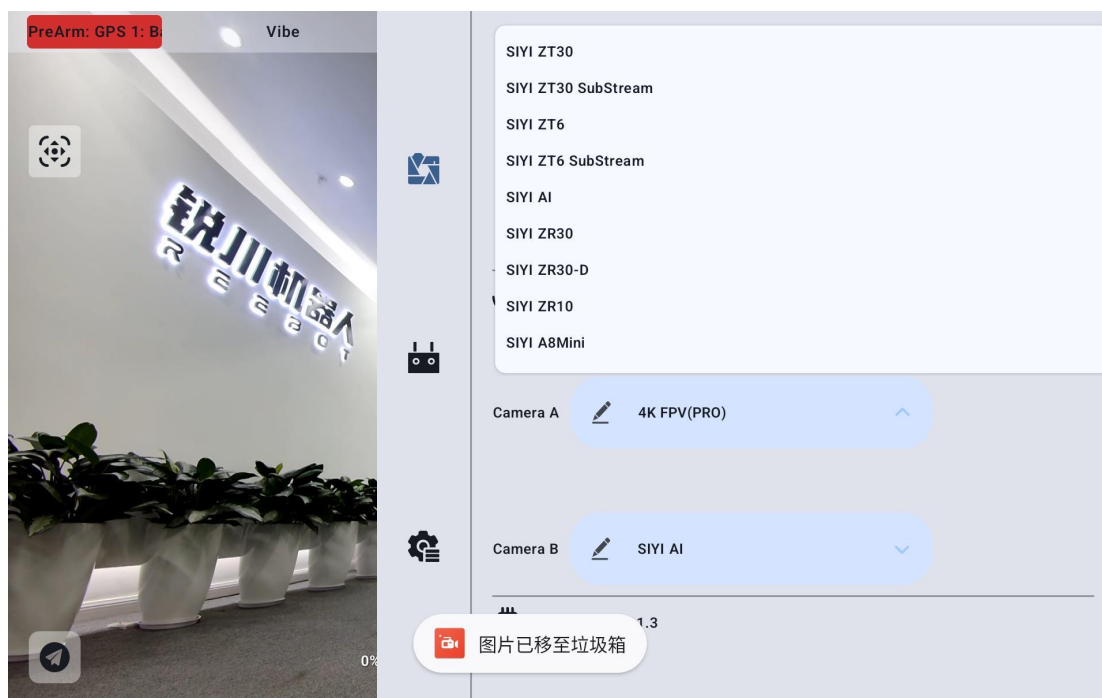 PreArm: GPS 1: Ba
Vibe
锐川机器人
REEBOT
0%
SIYI ZT30
SIYI ZT30 SubStream
SIYI ZT6
SIYI ZT6 SubStream
SIYI AI
SIYI ZR30
SIYI ZR30-D
SIYI ZR10
SIYI A8Mini
Camera A
4K FPV(PRO)
Camera B
SIYI AI
1.3
图片已移至垃圾箱